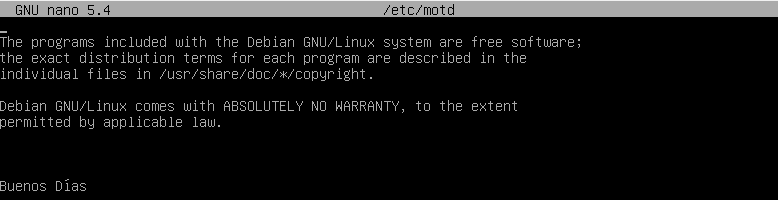 GNU nano 5.4 /etc/motd
The programs included with the Debian GNU/Linux system are free software;
the exact distribution terms for each program are described in the
individual files in /usr/share/doc/*/copyright.
Debian GNU/Linux comes with ABSOLUTELY NO WARRANTY, to the extent
permitted by applicable law.
Buenos Días